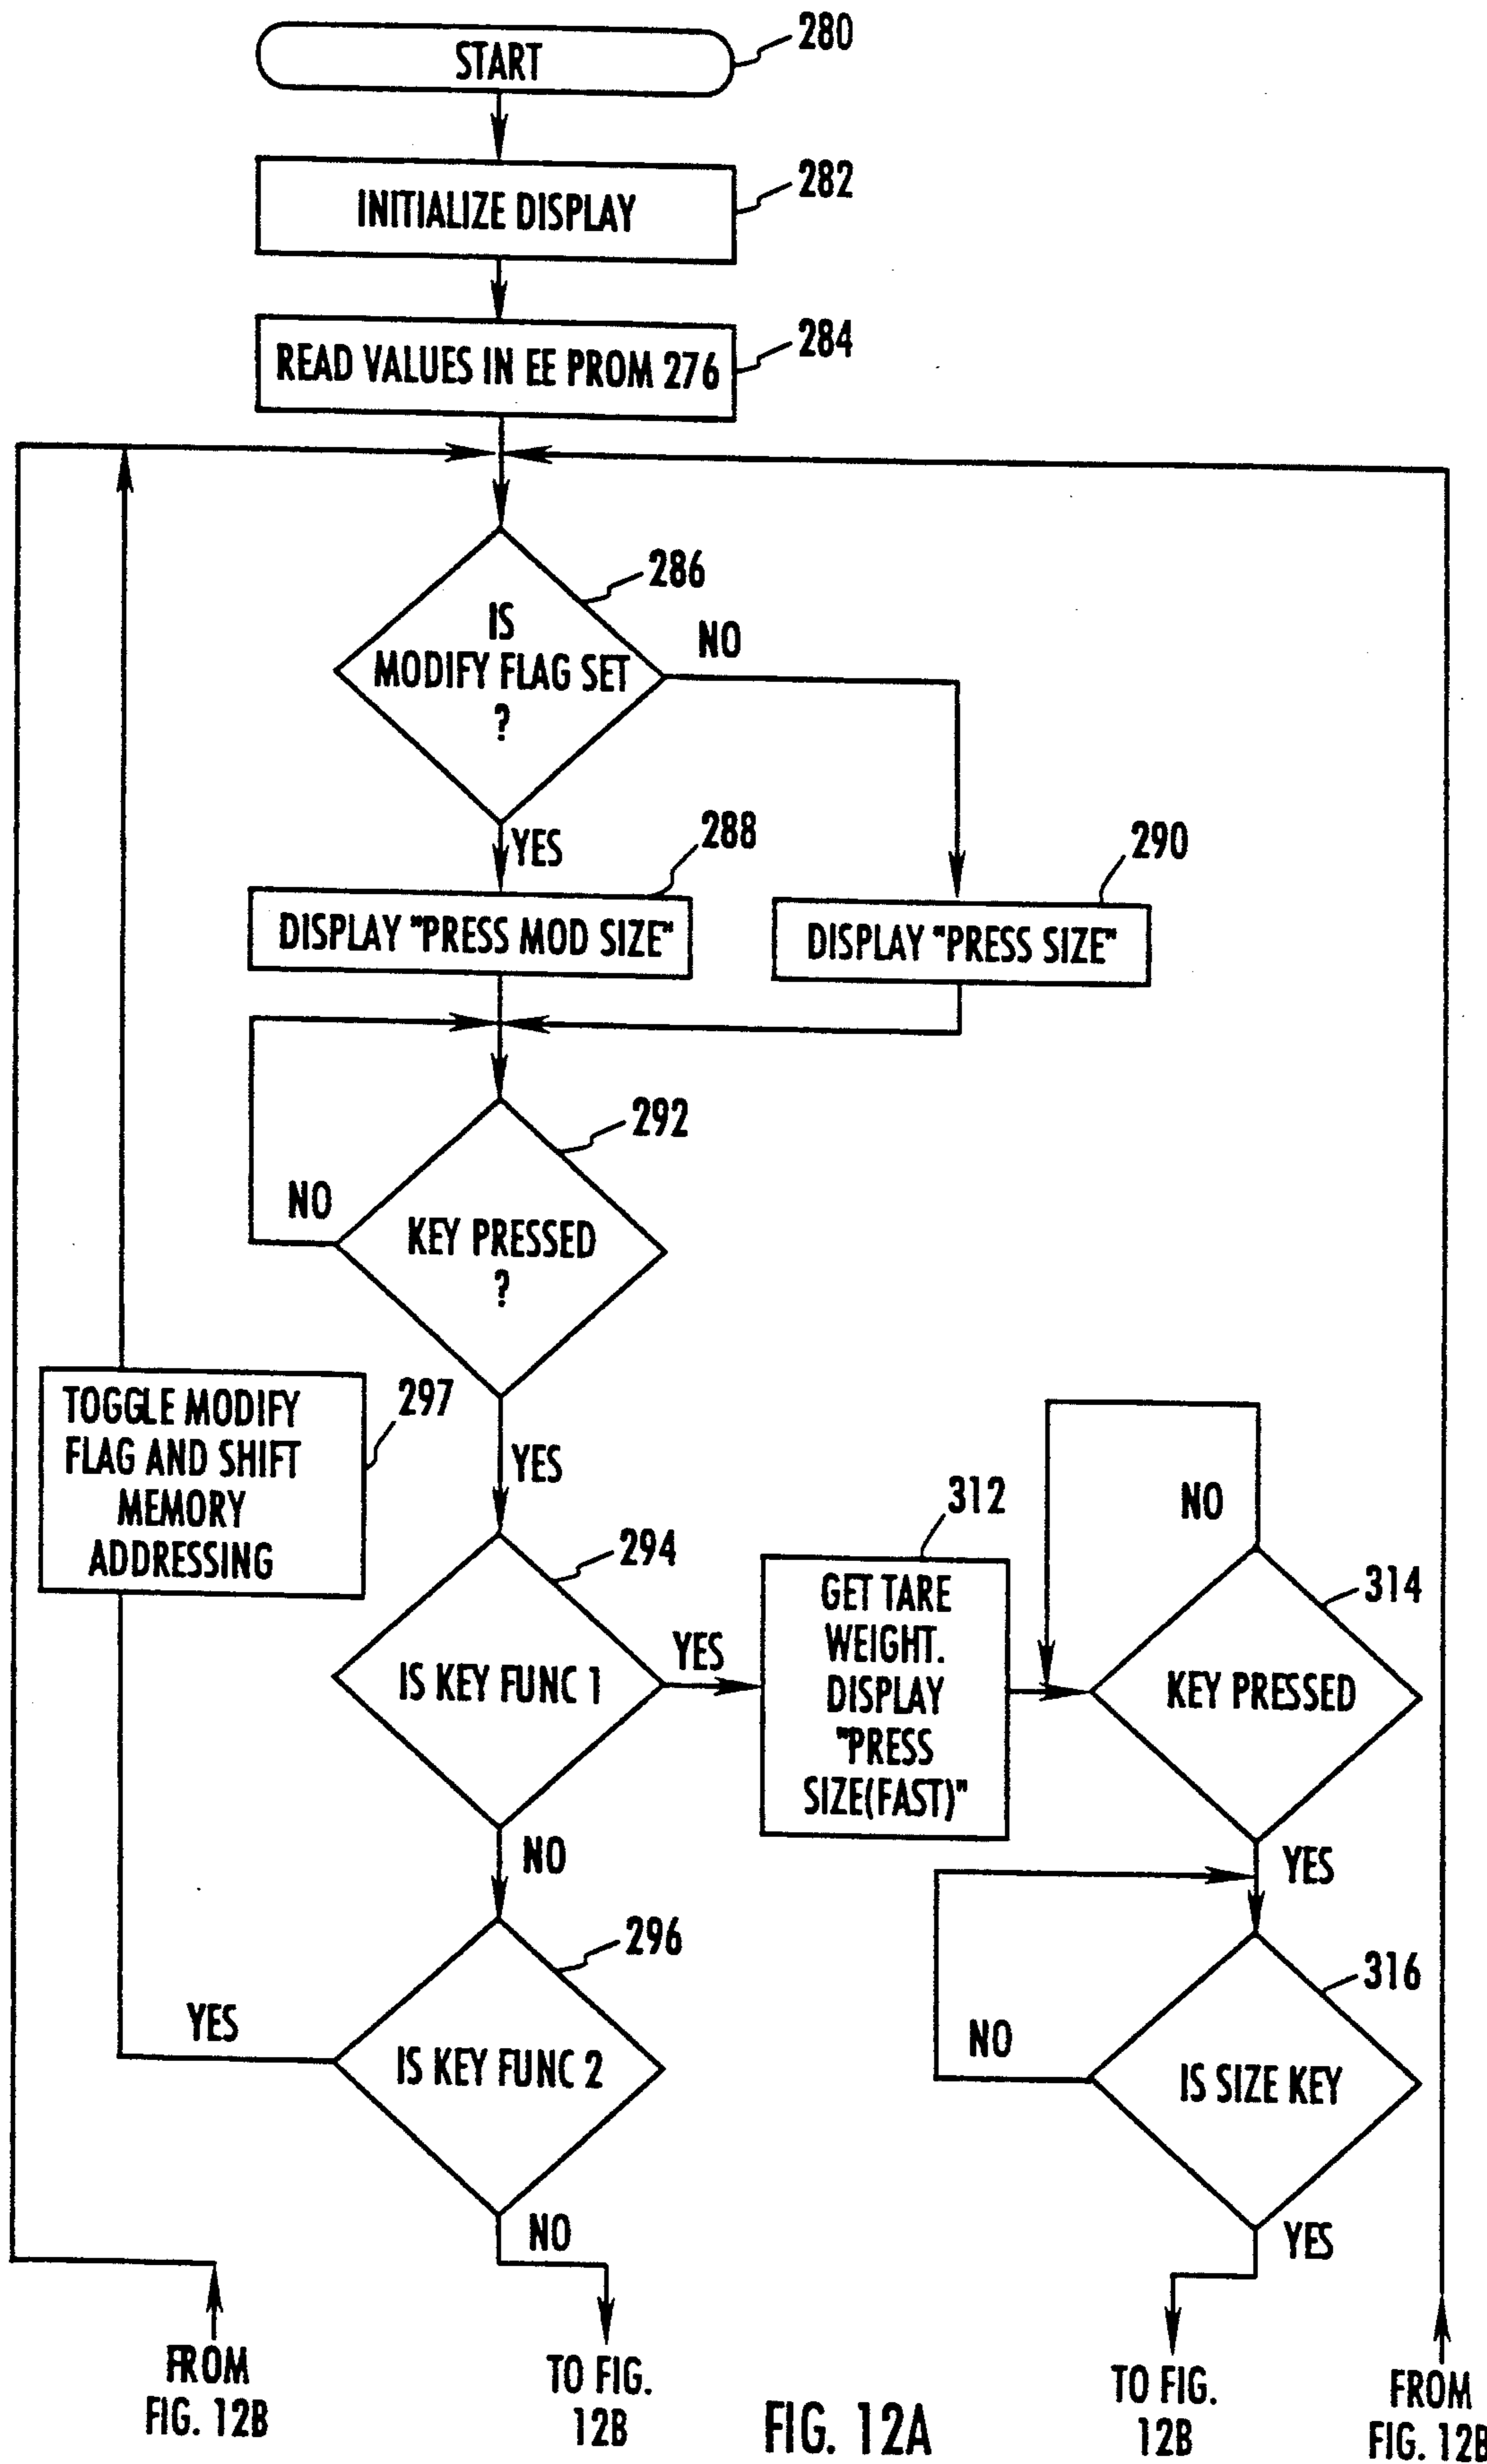 START
280
INITIALIZE DISPLAY
282
READ VALUES IN EE PROM 276
284
IS
MODIFY FLAG SET
?
286
NO
YES
288
DISPLAY "PRESS MOD SIZE"
290
DISPLAY "PRESS SIZE"
292
KEY PRESSED
?
NO
YES
TOGGLE MODIFY
FLAG AND SHIFT
MEMORY
ADDRESSING
297
294
IS KEY FUNC 1
YES
NO
312
GET TARE
WEIGHT.
DISPLAY
"PRESS
SIZE(FAST)"
NO
314
KEY PRESSED
YES
296
IS KEY FUNC 2
YES
NO
316
IS SIZE KEY
NO
YES
FROM
FIG. 12B
TO FIG.
12B
FIG. 12A
TO FIG.
12B
FROM
FIG. 12B